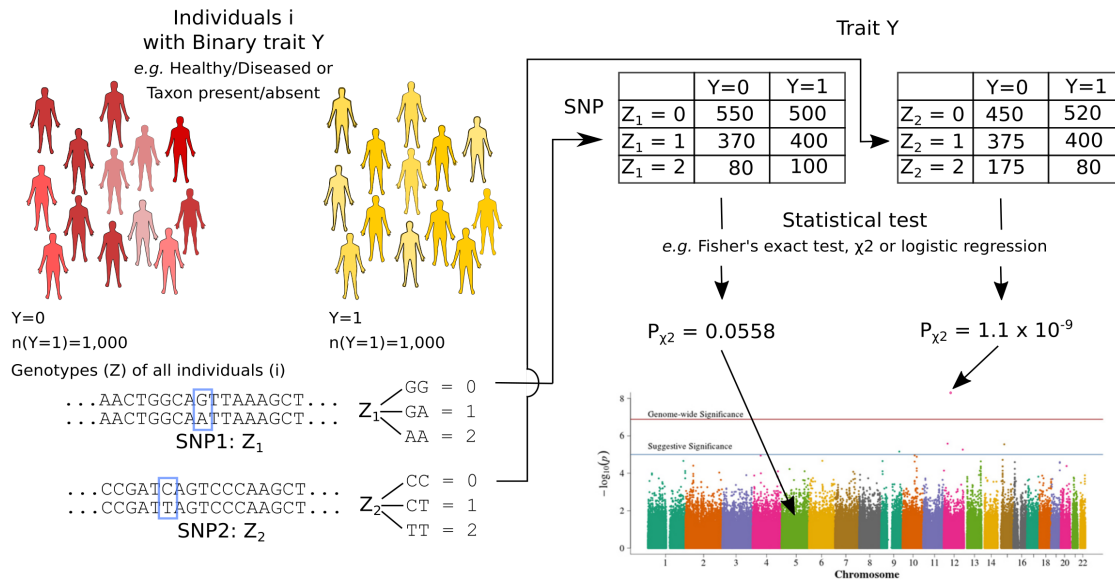 Individuals i
with Binary trait Y
e.g. Healthy/Diseased or
Taxon present/absent
Y=0
n(Y=1)=1,000
Y=1
n(Y=1)=1,000
Genotypes (Z) of all individuals (i)
...AACTGGCAGTTAAAGCT...
...AACTGGCAATTAAAGCT...
SNP1: Z₁
Z₁
GG = 0
GA = 1
AA = 2
...CCGATCAGTCCCAAGCT...
...CCGATTAGTCCCAAGCT...
SNP2: Z₂
Z₂
CC = 0
CT = 1
TT = 2
Trait Y
SNP
Y=0 Y=1
Z₁ = 0 550 500
Z₁ = 1 370 400
Z₁ = 2 80 100
Y=0 Y=1
Z₂ = 0 450 520
Z₂ = 1 375 400
Z₂ = 2 175 80
Statistical test
e.g. Fisher's exact test, χ2 or logistic regression
Pχ2 = 0.0558
Pχ2 = 1.1 x 10⁻⁹
Genome-wide Significance
Suggestive Significance
−log₁₀(p)
8
6
4
2
0
1 2 3 4 5 6 7 8 9 10 11 12 13 14 16 18 20 22
Chromosome